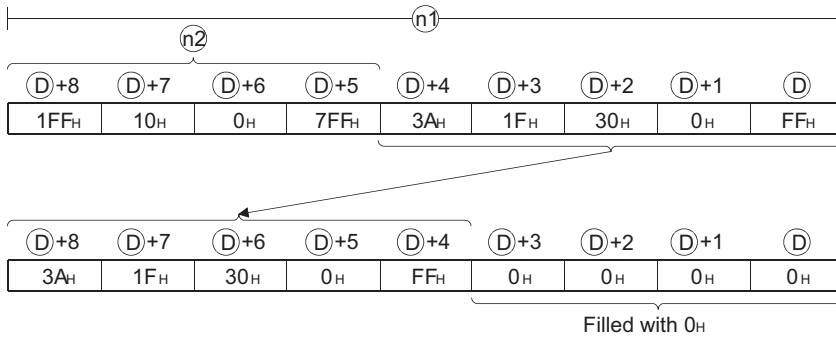 n1
n2
D+8 D+7 D+6 D+5 D+4 D+3 D+2 D+1 D
1FFH 10H 0H 7FFH 3AH 1FH 30H 0H FFH
D+8 D+7 D+6 D+5 D+4 D+3 D+2 D+1 D
3AH 1FH 30H 0H FFH 0H 0H 0H 0H
Filled with 0H